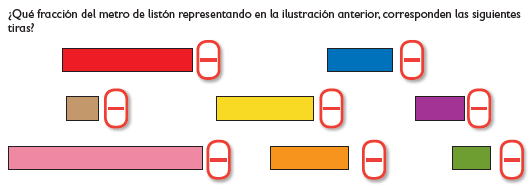 ¿Qué fracción del metro de listón representando en la ilustración anterior, corresponden las siguientes
tiras?